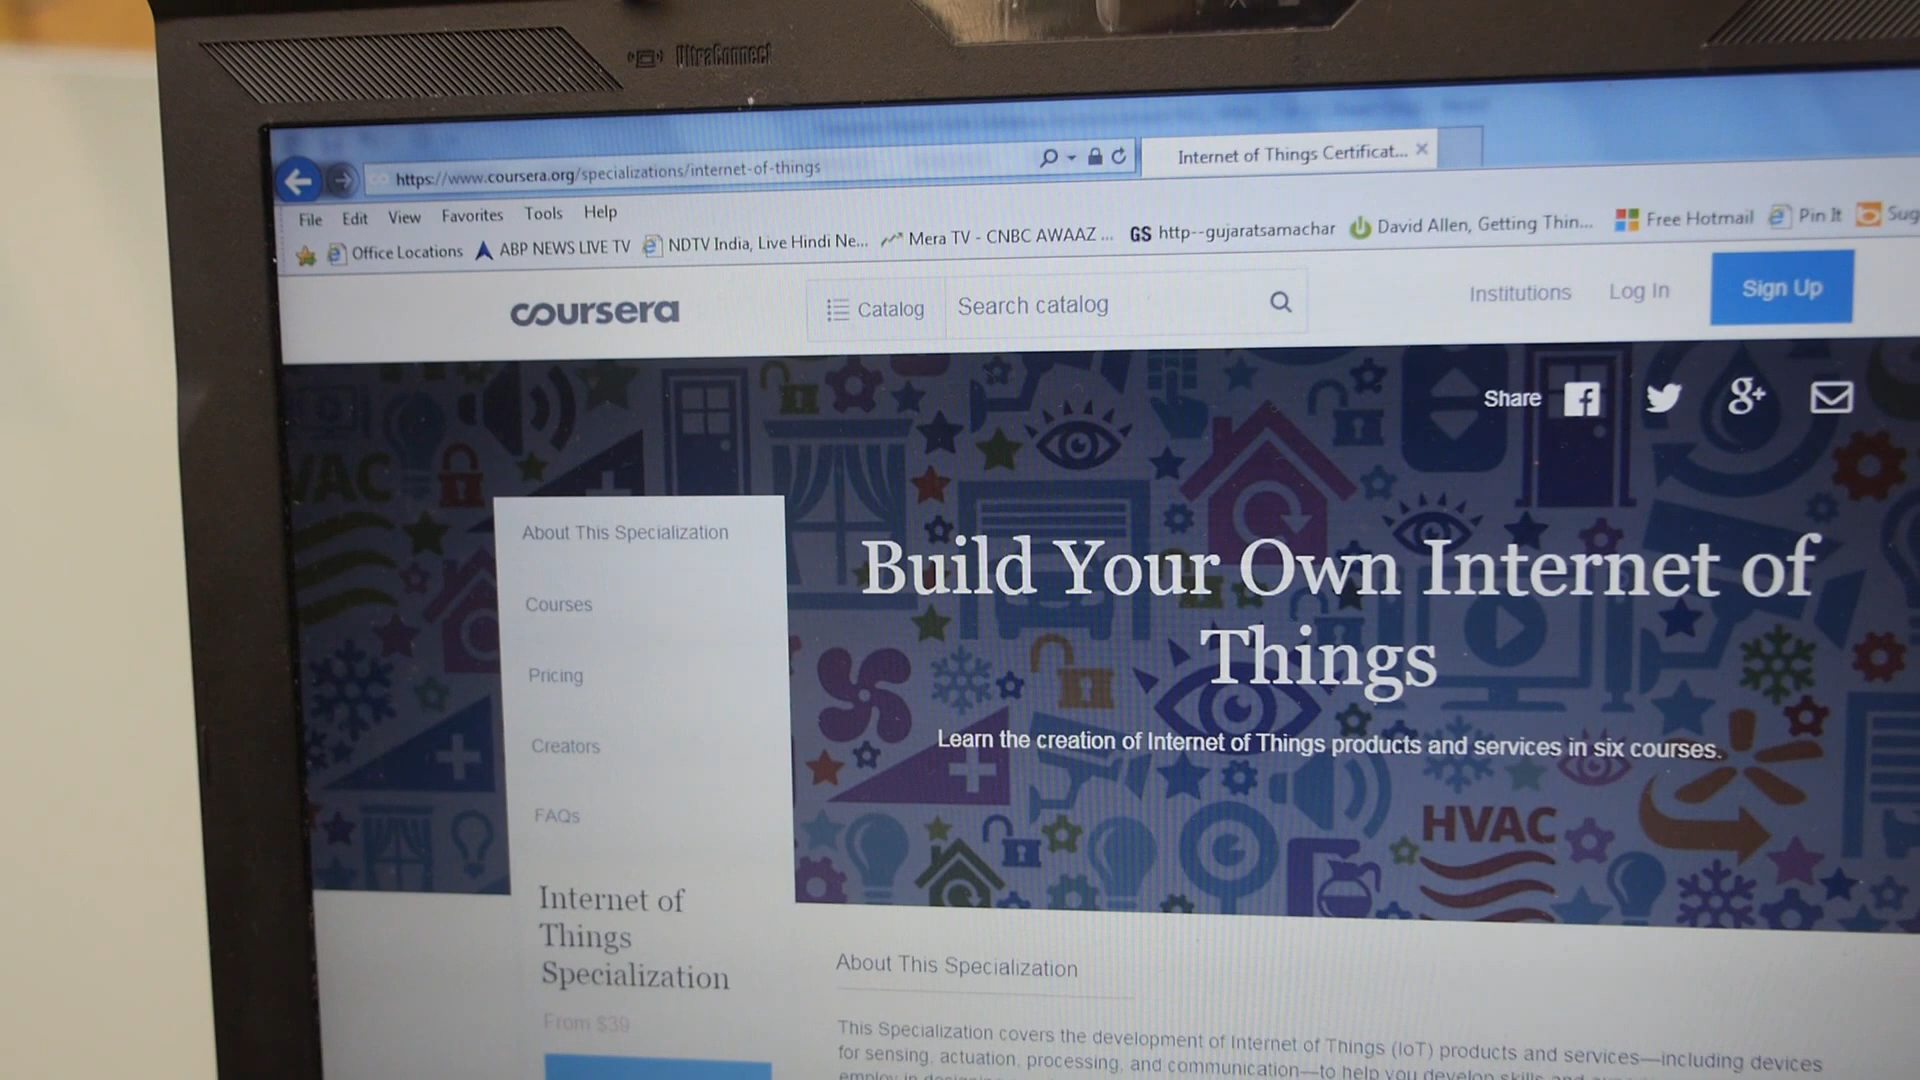 UltraConnect
https://www.coursera.org/specializations/internet-of-things
Internet of Things Certificat...
File Edit View Favorites Tools Help
Office Locations ABP NEWS LIVE TV NDTV India, Live Hindi Ne... Mera TV - CNBC AWAAZ ... GS http--gujaratsamachar David Allen, Getting Thin... Free Hotmail Pin It Sug
coursera Catalog Search catalog Institutions Log In Sign Up
Share
VAC
About This Specialization
Courses
Pricing
Creators
FAQs
Build Your Own Internet of
Things
Learn the creation of Internet of Things products and services in six courses.
HVAC
Internet of
Things
Specialization
From $39
About This Specialization
This Specialization covers the development of Internet of Things (IoT) products and services—including devices
for sensing, actuation, processing, and communication—to help you develop skills and
employ in